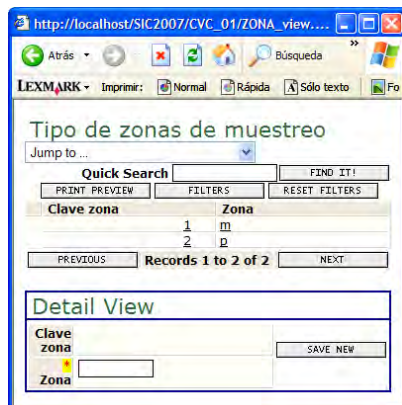 http://localhost/SIC2007/CVC_01/ZONA_view....
Atrás Búsqueda »
LEXMARK Imprimir: Normal Rápida Sólo texto Fo
Tipo de zonas de muestreo
Jump to ...
Quick Search FIND IT!
PRINT PREVIEW FILTERS RESET FILTERS
Clave zona Zona
1 m
2 p
PREVIOUS Records 1 to 2 of 2 NEXT
Detail View
Clave
zona
SAVE NEW
*
Zona